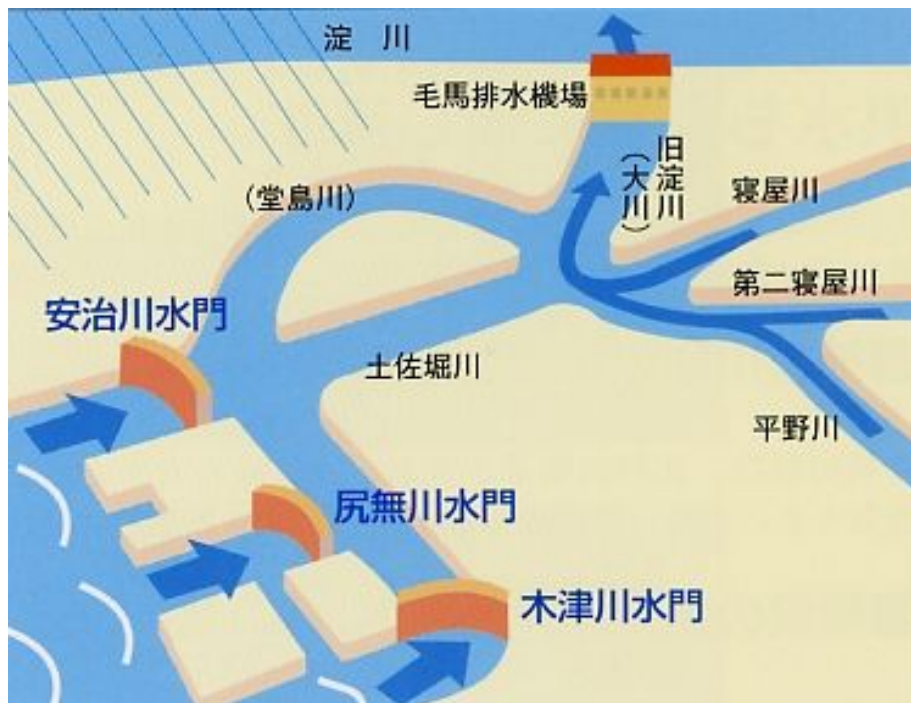 淀　川
毛馬排水機場
旧淀川
（大川）
（堂島川）
寝屋川
第二寝屋川
安治川水門
土佐堀川
平野川
尻無川水門
木津川水門